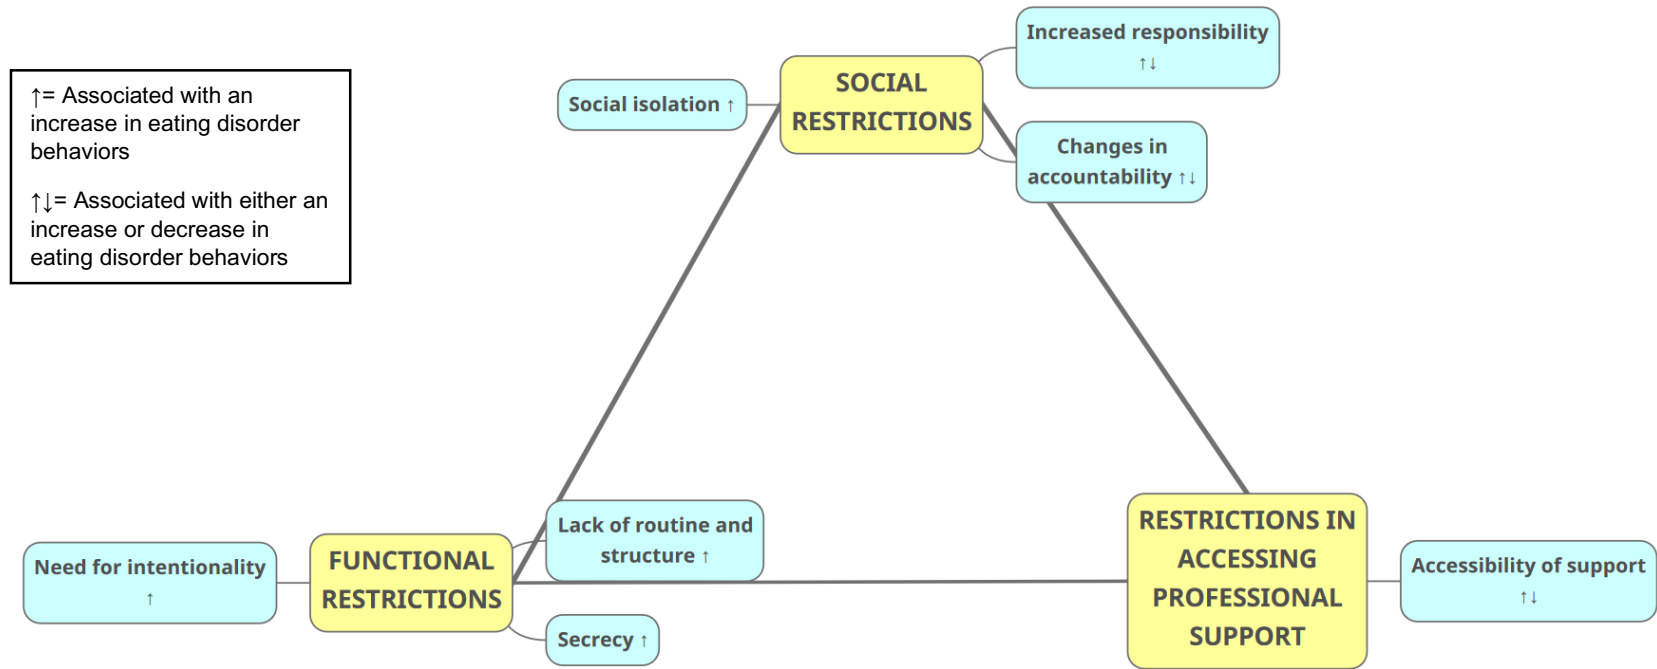 ↑= Associated with an
increase in eating disorder
behaviors
↑↓= Associated with either an
increase or decrease in
eating disorder behaviors
Social isolation ↑
SOCIAL
RESTRICTIONS
Increased responsibility
↑↓
Changes in
accountability ↑↓
Need for intentionality
↑
FUNCTIONAL
RESTRICTIONS
Lack of routine and
structure ↑
Secrecy ↑
RESTRICTIONS IN
ACCESSING
PROFESSIONAL
SUPPORT
Accessibility of support
↑↓